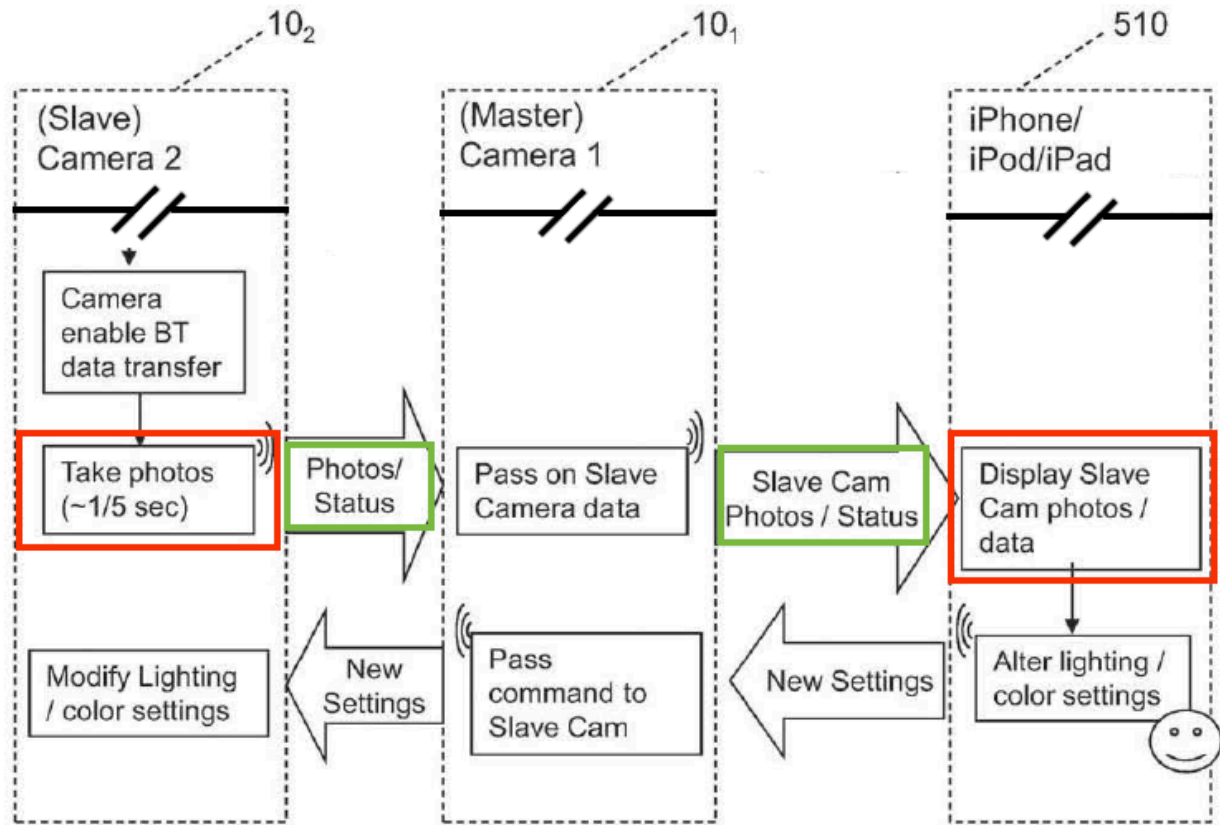 10₂
10₁
510
(Slave)
Camera 2
(Master)
Camera 1
iPhone/
iPod/iPad
Camera
enable BT
data transfer
Take photos
(~1/5 sec)
Photos/
Status
Pass on Slave
Camera data
Slave Cam
Photos / Status
Display Slave
Cam photos /
data
Modify Lighting
/ color settings
New
Settings
Pass
command to
Slave Cam
New Settings
Alter lighting /
color settings